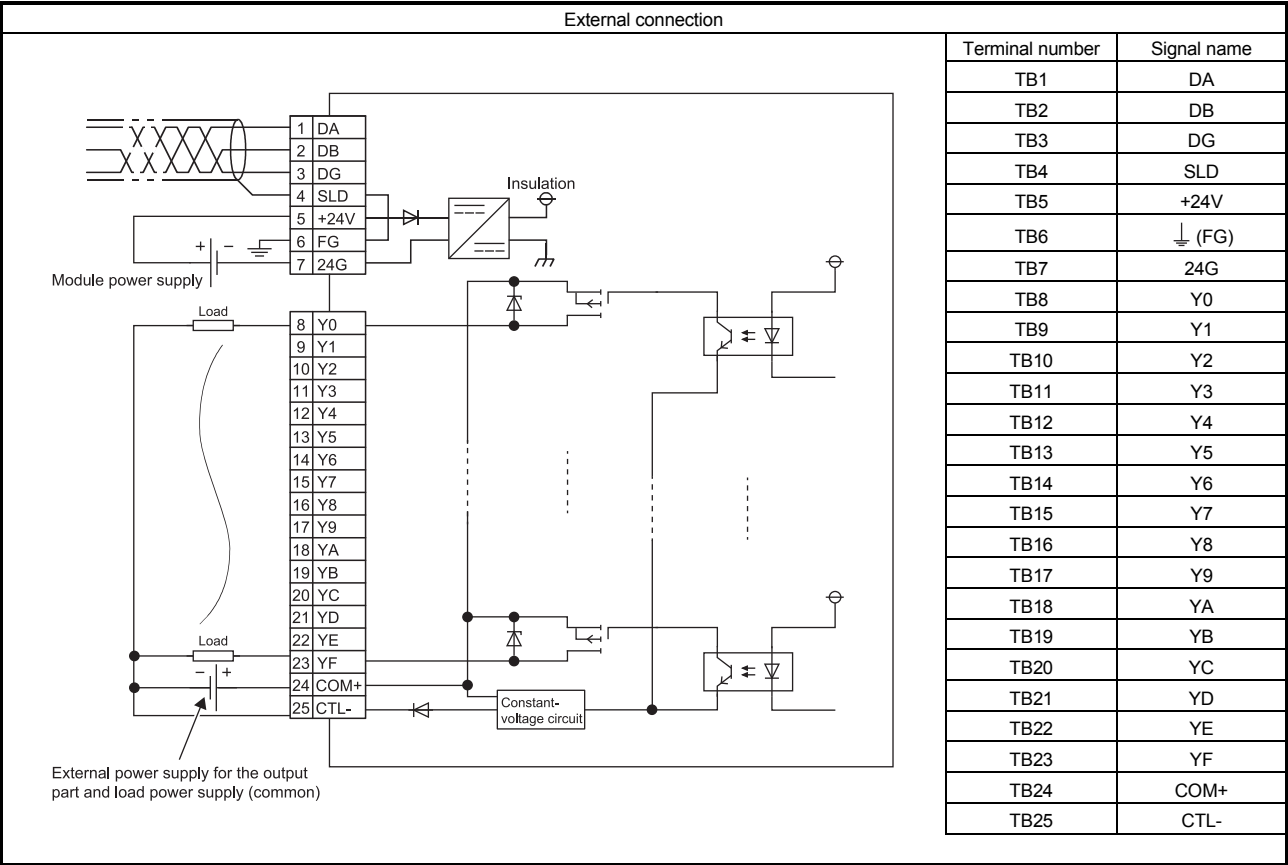 External connection
1 DA
2 DB
3 DG
4 SLD
5 +24V
6 FG
7 24G
+ −
Module power supply
Insulation
Load
8 Y0
9 Y1
10 Y2
11 Y3
12 Y4
13 Y5
14 Y6
15 Y7
16 Y8
17 Y9
18 YA
19 YB
20 YC
21 YD
22 YE
23 YF
24 COM+
25 CTL-
Load
− +
Constant-
voltage circuit
External power supply for the output
part and load power supply (common)
Terminal number Signal name
TB1 DA
TB2 DB
TB3 DG
TB4 SLD
TB5 +24V
TB6 (FG)
TB7 24G
TB8 Y0
TB9 Y1
TB10 Y2
TB11 Y3
TB12 Y4
TB13 Y5
TB14 Y6
TB15 Y7
TB16 Y8
TB17 Y9
TB18 YA
TB19 YB
TB20 YC
TB21 YD
TB22 YE
TB23 YF
TB24 COM+
TB25 CTL-